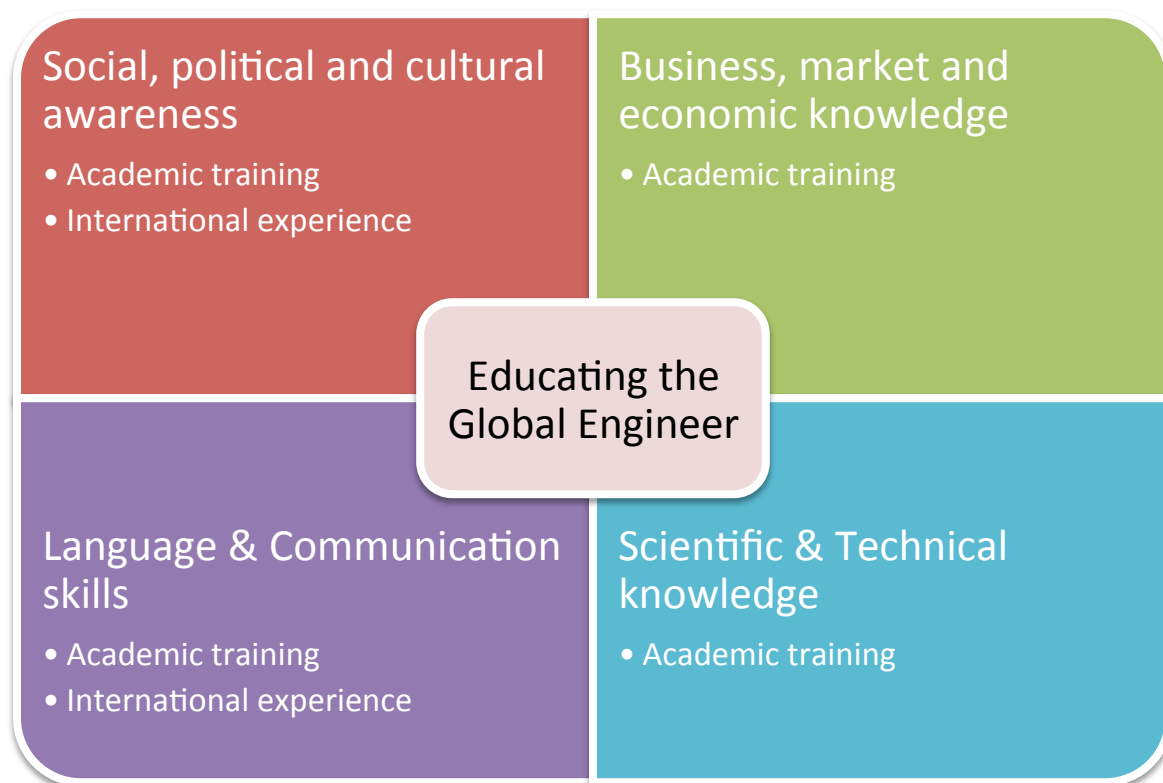 Social, political and cultural
awareness
• Academic training
• International experience
Business, market and
economic knowledge
• Academic training
Educating the
Global Engineer
Language & Communication
skills
• Academic training
• International experience
Scientific & Technical
knowledge
• Academic training